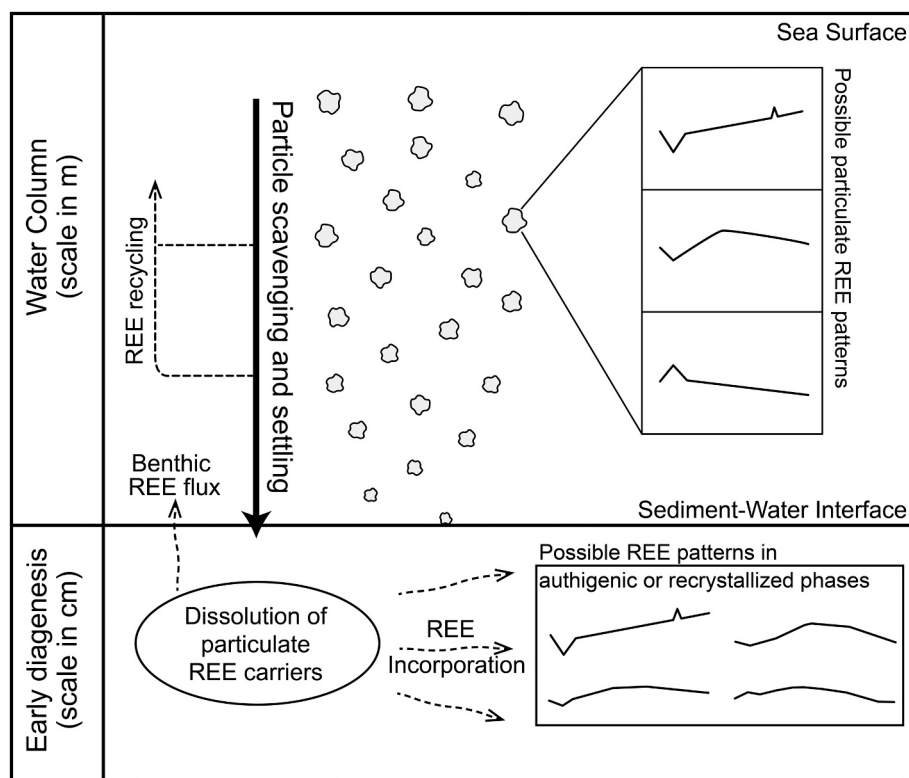 Sea Surface
Water Column
(scale in m)
REE recycling
Particle scavenging and settling
Possible particulate REE patterns
Benthic
REE flux
Sediment-Water Interface
Early diagenesis
(scale in cm)
Dissolution of
particulate
REE carriers
REE
Incorporation
Possible REE patterns in
authigenic or recrystallized phases